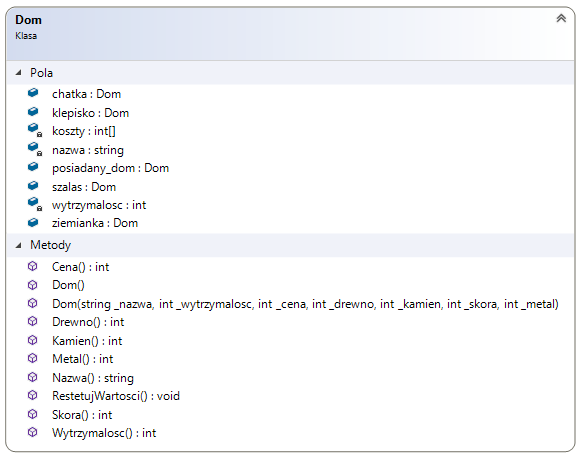 Dom
Klasa
Pola
chatka : Dom
klepisko : Dom
koszty : int[]
nazwa : string
posiadany_dom : Dom
szalas : Dom
wytrzymalosc : int
ziemianka : Dom
Metody
Cena() : int
Dom()
Dom(string _nazwa, int _wytrzymalosc, int _cena, int _drewno, int _kamien, int _skora, int _metal)
Drewno() : int
Kamien() : int
Metal() : int
Nazwa() : string
RestetujWartosci() : void
Skora() : int
Wytrzymalosc() : int